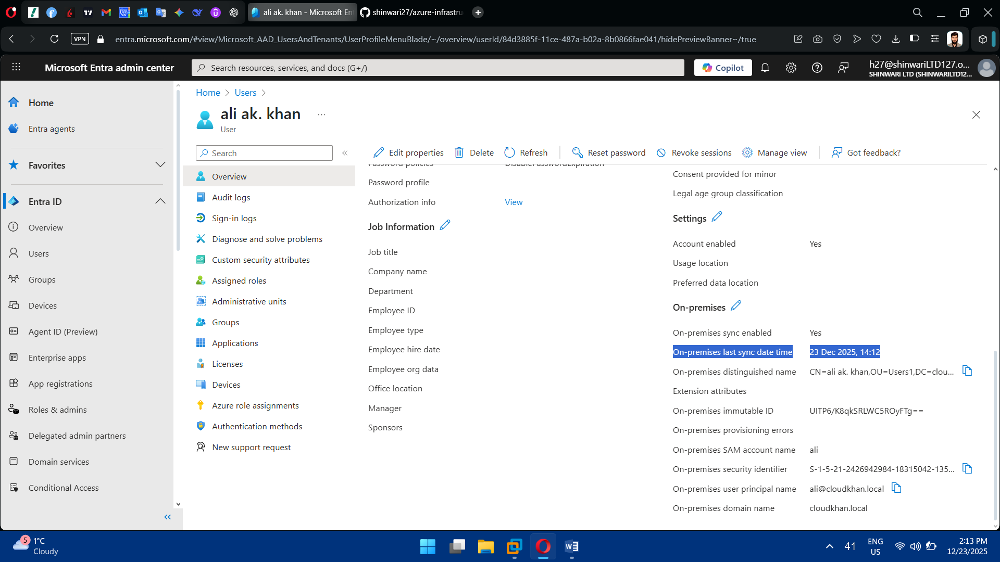 ali ak. khan - Microsoft En
shinwari27/azure-infrastru
VPN
entra.microsoft.com/#view/Microsoft_AAD_UsersAndTenants/UserProfileMenuBlade/~/overview/userId/84d3885f-11ce-487a-b02a-8b0866fae041/hidePreviewBanner~/true
Microsoft Entra admin center
Search resources, services, and docs (G+/)
Copilot
h27@shinwariLTD127.o...
SHINWARI LTD (SHINWARILTD12...
Home
Entra agents
Favorites
Entra ID
Overview
Users
Groups
Devices
Agent ID (Preview)
Enterprise apps
App registrations
Roles & admins
Delegated admin partners
Domain services
Conditional Access
Home > Users >
ali ak. khan ...
User
Search
Overview
Audit logs
Sign-in logs
Diagnose and solve problems
Custom security attributes
Assigned roles
Administrative units
Groups
Applications
Licenses
Devices
Azure role assignments
Authentication methods
New support request
Edit properties Delete Refresh Reset password Revoke sessions Manage view Got feedback?
Password policies DisablePasswordExpiration
Password profile
Authorization info View
Job Information
Job title
Company name
Department
Employee ID
Employee type
Employee hire date
Employee org data
Office location
Manager
Sponsors
Consent provided for minor
Legal age group classification
Settings
Account enabled Yes
Usage location
Preferred data location
On-premises
On-premises sync enabled Yes
On-premises last sync date time 23 Dec 2025, 14:12
On-premises distinguished name CN=ali ak. khan,OU=Users1,DC=clou...
Extension attributes
On-premises immutable ID UITP6/K8qkSRLWC5ROyFTg==
On-premises provisioning errors
On-premises SAM account name ali
On-premises security identifier S-1-5-21-2426942984-18315042-135...
On-premises user principal name ali@cloudkhan.local
On-premises domain name cloudkhan.local
5
1°C
Cloudy
41
ENG
US
2:13 PM
12/23/2025